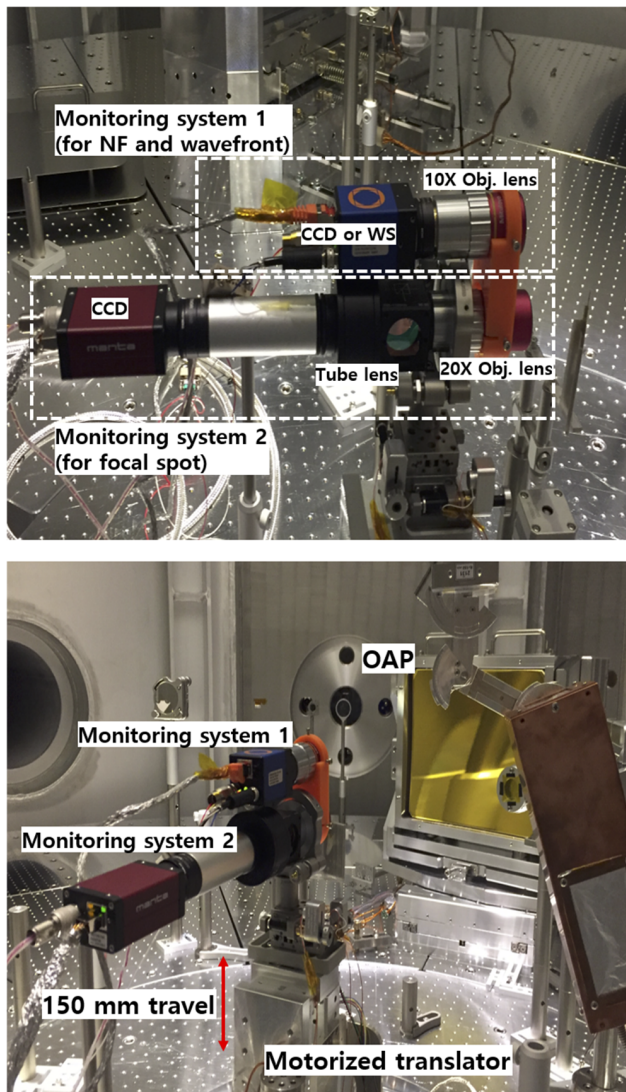 Monitoring system 1
(for NF and wavefront)
10X Obj. lens
CCD or WS
CCD
manta
Tube lens
20X Obj. lens
Monitoring system 2
(for focal spot)
OAP
Monitoring system 1
Monitoring system 2
manta
150 mm travel
Motorized translator